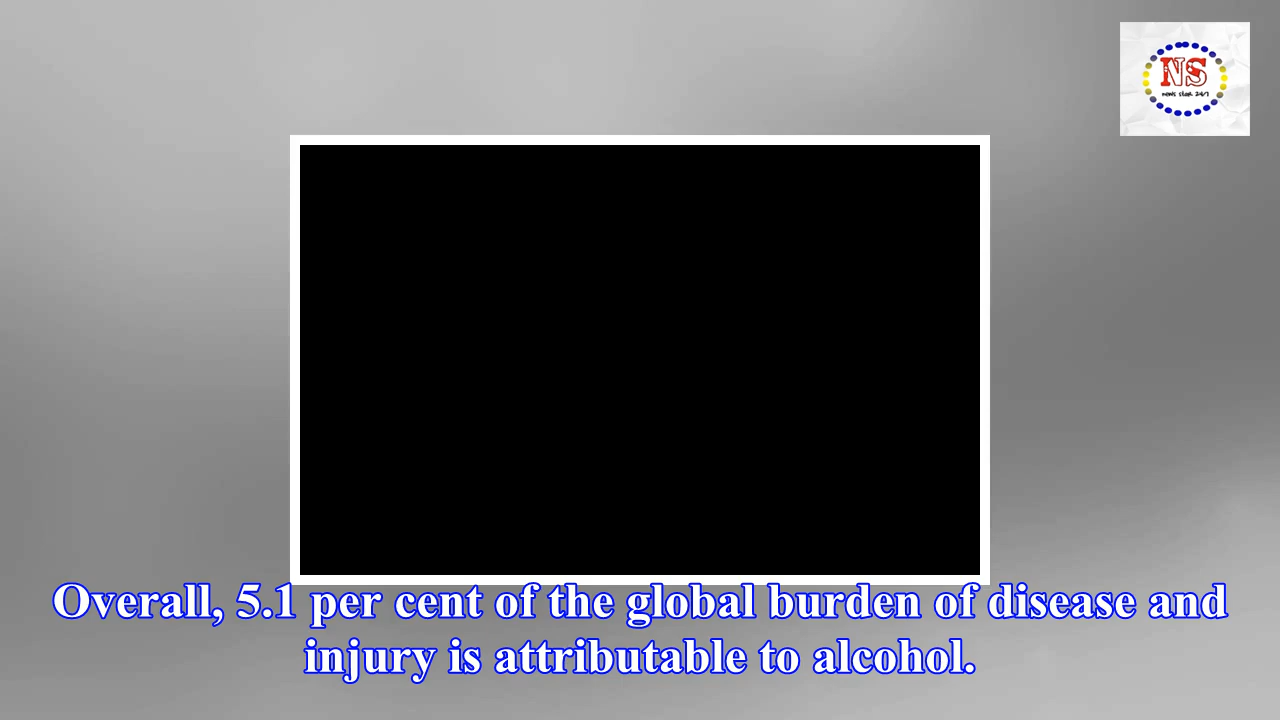 NS
news star 24/7
Overall, 5.1 per cent of the global burden of disease and
injury is attributable to alcohol.